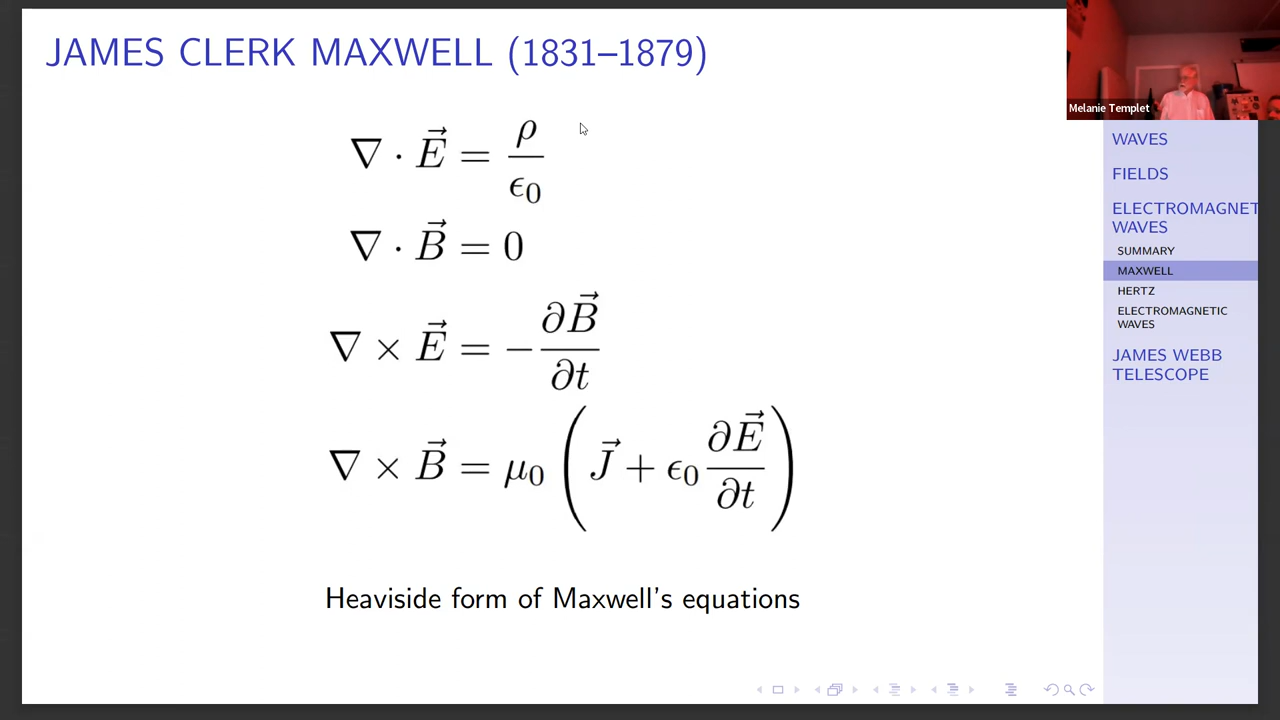 JAMES CLERK MAXWELL (1831–1879)
∇ · E⃗ = ρ/ϵ₀
∇ · B⃗ = 0
∇ × E⃗ = −∂B⃗/∂t
∇ × B⃗ = μ₀ (J⃗ + ϵ₀ ∂E⃗/∂t)
Heaviside form of Maxwell's equations
Melanie Templet
WAVES
FIELDS
ELECTROMAGNET
WAVES
SUMMARY
MAXWELL
HERTZ
ELECTROMAGNETIC
WAVES
JAMES WEBB
TELESCOPE